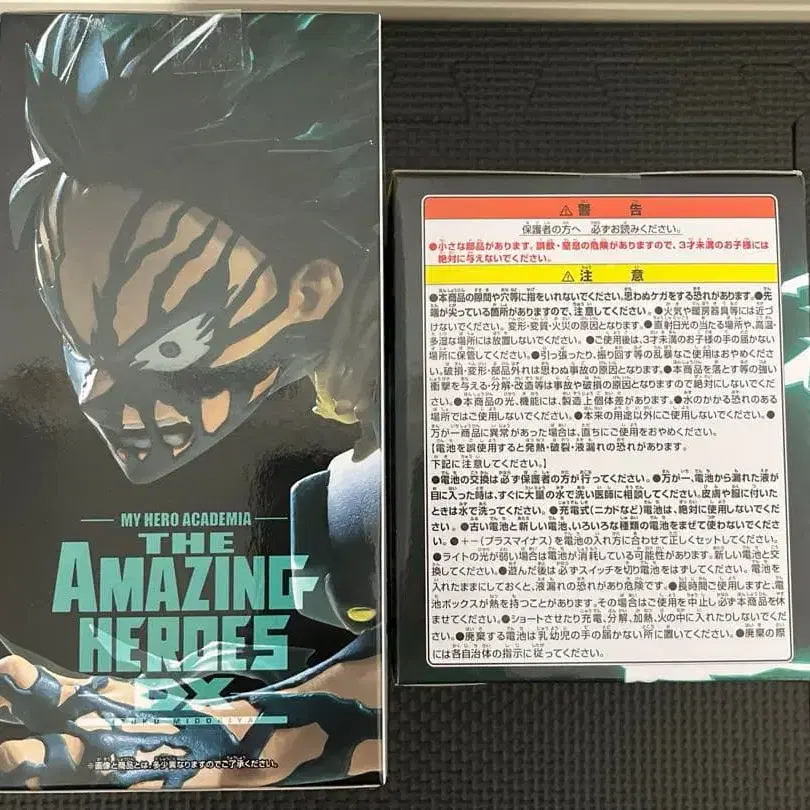 MY HERO ACADEMIA
THE
AMAZING
HEROES
DX
IZUKU MIDORIYA
※画像と商品とは、多少異なりますのでご了承ください。
⚠警 告
保護者の方へ 必ずお読みください。
●小さな部品があります。誤飲・窒息の危険がありますので、3才未満のお子様には
絶対に与えないでください。
⚠注 意
●本商品の隙間や穴等に指をいれないでください。思わぬケガをする恐れがあります。●先
端が尖っている箇所がありますので、注意してください。●火気や暖房器具等には近づ
けないでください。変形・変質・火災の原因となります。●直射日光の当たる場所や、高温・
多湿な場所には放置しないでください。●ご使用後は、3才未満のお子様の手の届かない
場所に保管してください。●引っ張ったり、振り回す等の乱暴なご使用はおやめくださ
い。破損・変形・部品外れは思わぬ事故の原因となります。●本商品を落とす等の強い
衝撃を与える・分解・改造等は事故や破損の原因となりますので絶対にしないでくださ
い。●本商品の光、機能には、製造上個体差があります。●水のかかる恐れのある
場所ではご使用しないでください。●本来の用途以外にご使用しないでください。●
万が一商品に異常があった場合は、直ちにご使用をおやめください。
【電池を誤使用すると発熱・破裂・液漏れの恐れがあります。
下記に注意してください。】
●電池の交換は必ず保護者の方が行ってください。●万が一、電池から漏れた液が
目に入った時は、すぐに大量の水で洗い医師に相談してください。皮膚や服に付いた
ときは水で洗ってください。●充電式(ニカドなど)電池は、絶対に使用しないでくださ
い。●古い電池と新しい電池、いろいろな種類の電池をまぜて使わないでくださ
い。●＋－(プラスマイナス)を電池の入れ方に合わせて正しくセットしてください。
●ライトの光が弱い場合は電池が消耗している可能性があります。新しい電池と交
換してください。●遊んだ後は必ずスイッチを切り電池をはずしてください。電池を
入れたままにしておくと、液漏れの恐れがあり危険です。●長時間ご使用しますと、電
池ボックスが熱を持つことがあります。その場合はご使用を中止し必ず本商品を休
ませてください。●ショートさせたり充電、分解、加熱、火の中に入れたりしないでくだ
さい。●廃棄する電池は乳幼児の手の届かない所に置いてください。●廃棄の際
には各自治体の指示に従ってください。